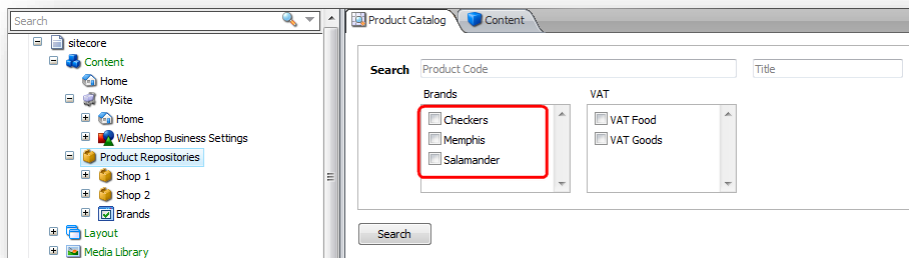 Search
sitecore
Content
Home
MySite
Home
Webshop Business Settings
Product Repositories
Shop 1
Shop 2
Brands
Layout
Media Library
Product Catalog Content
Search Product Code Title
Brands VAT
Checkers VAT Food
Memphis VAT Goods
Salamander
Search